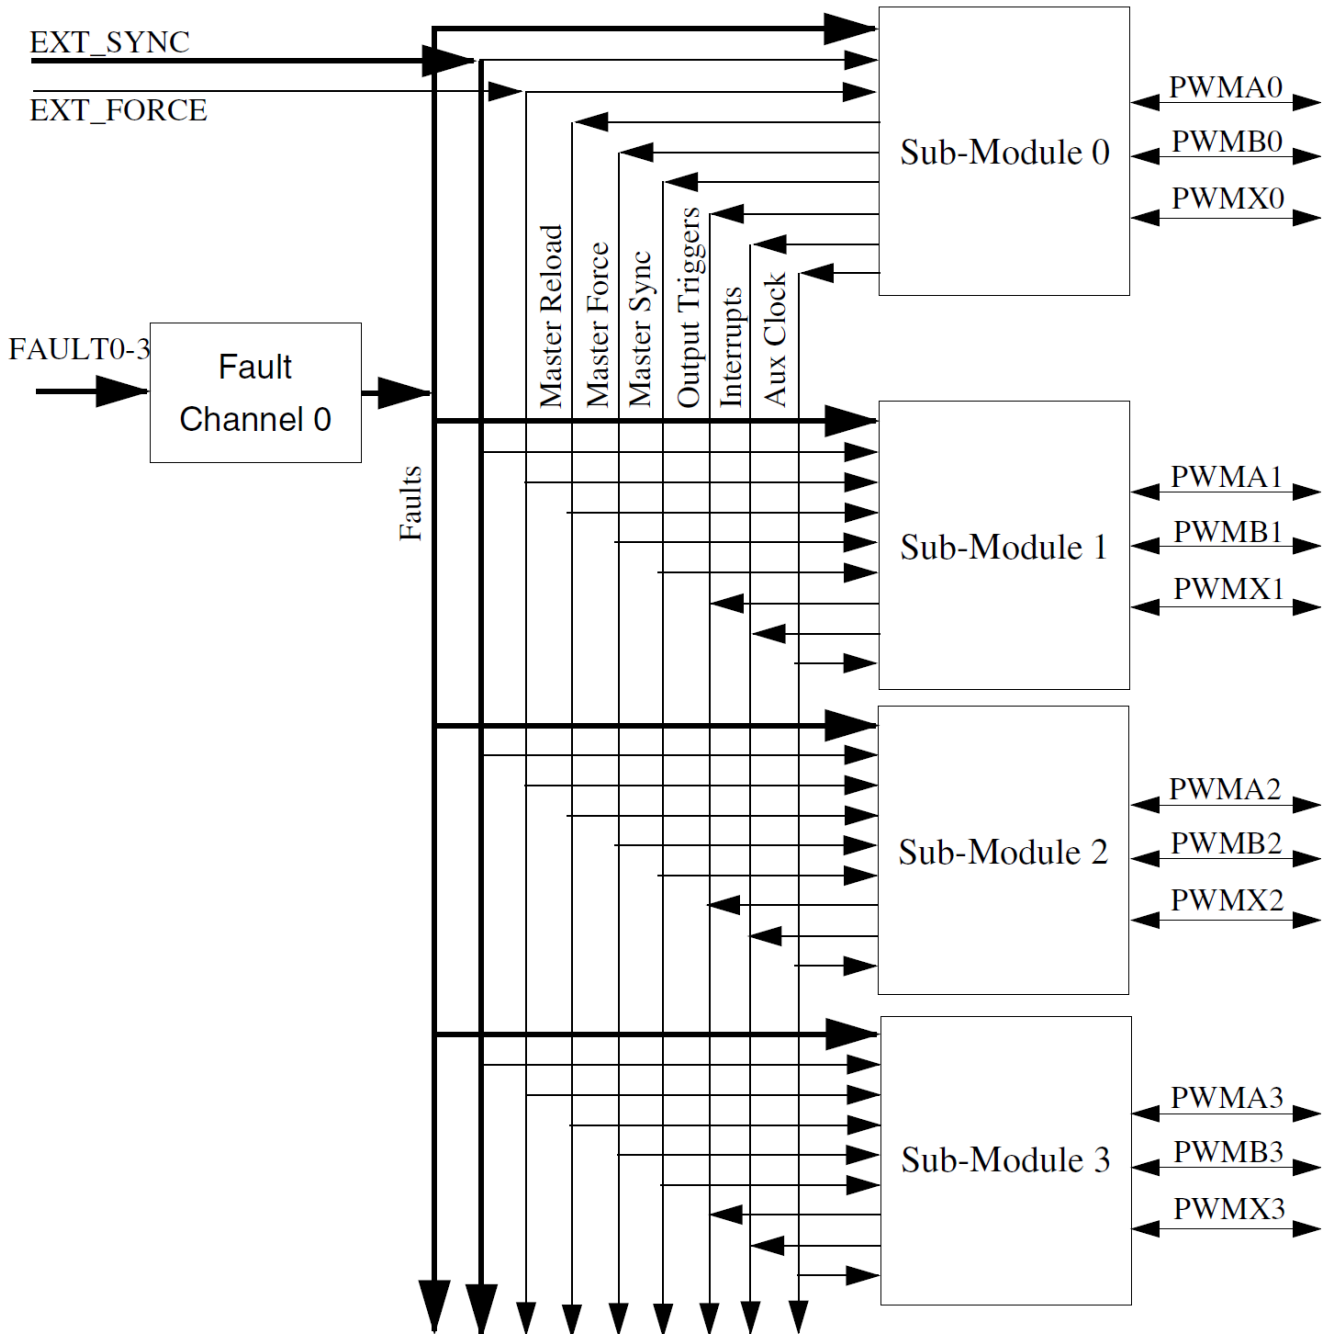 EXT_SYNC
EXT_FORCE
Sub-Module 0
PWMA0
PWMB0
PWMX0
Master Reload
Master Force
Master Sync
Output Triggers
Interrupts
Aux Clock
FAULT0-3
Fault
Channel 0
Faults
Sub-Module 1
PWMA1
PWMB1
PWMX1
Sub-Module 2
PWMA2
PWMB2
PWMX2
Sub-Module 3
PWMA3
PWMB3
PWMX3